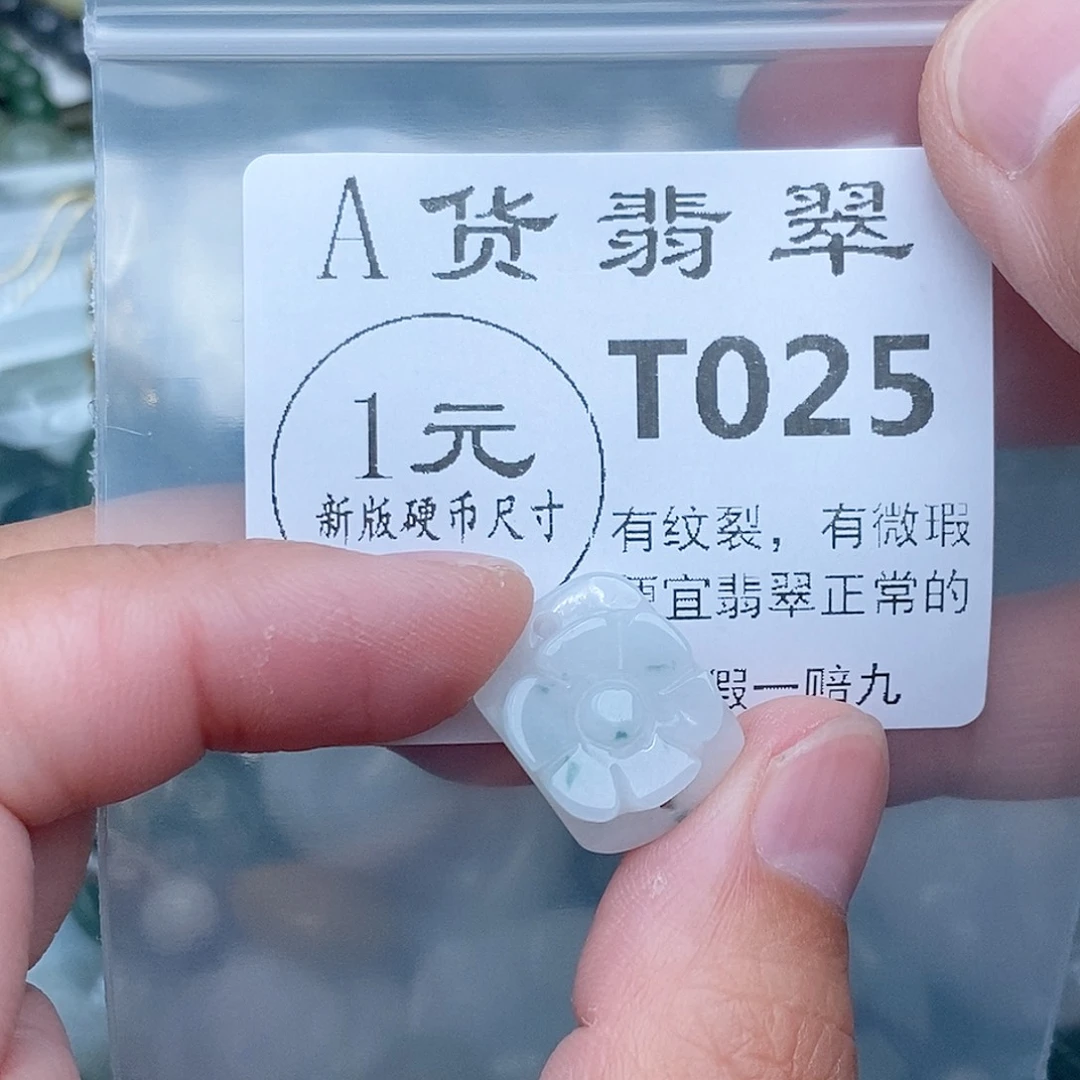 A货翡翠
T025
1元
新版硬币尺寸
有纹裂，有微瑕
便宜翡翠正常的
假一赔九